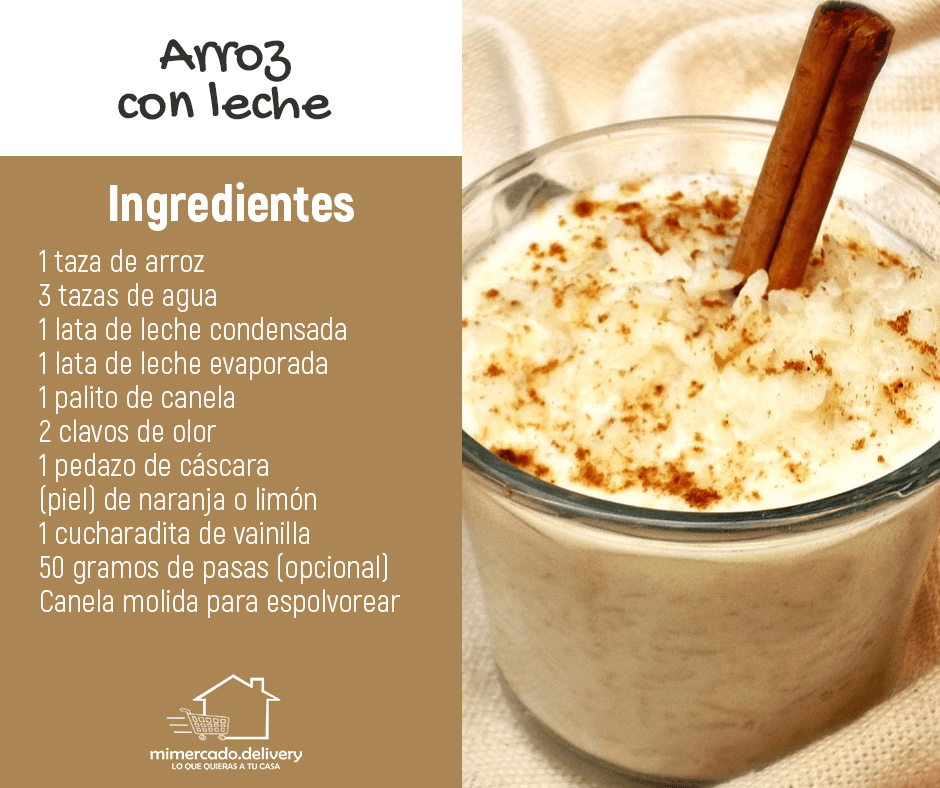 Arroz
con leche
Ingredientes
1 taza de arroz
3 tazas de agua
1 lata de leche condensada
1 lata de leche evaporada
1 palito de canela
2 clavos de olor
1 pedazo de cáscara
(piel) de naranja o limón
1 cucharadita de vainilla
50 gramos de pasas (opcional)
Canela molida para espolvorear
mimercado.delivery
LO QUE QUIERAS A TU CASA